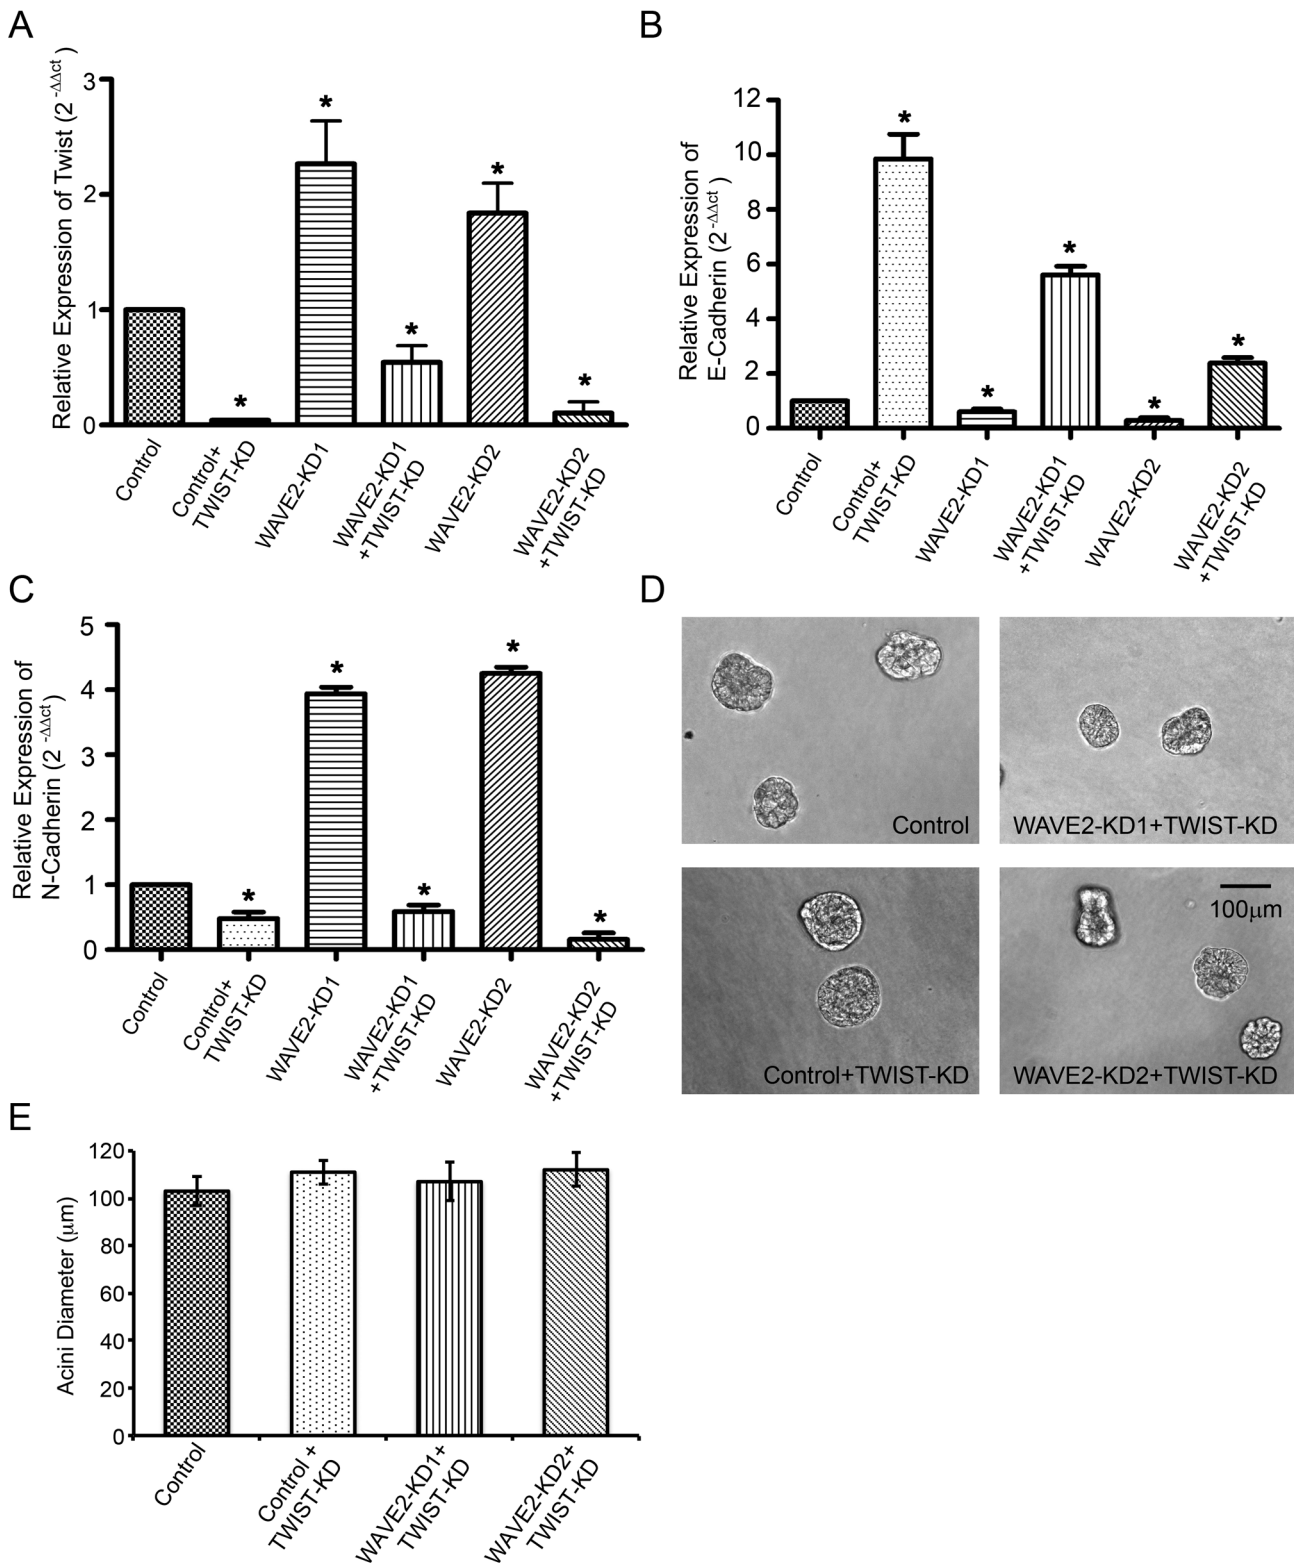 A
Relative Expression of Twist (2 -ΔΔct )
3
2
1
0
*
*
*
*
*
Control
Control+
TWIST-KD
WAVE2-KD1
WAVE2-KD1
+TWIST-KD
WAVE2-KD2
WAVE2-KD2
+TWIST-KD
B
Relative Expression of
E-Cadherin (2 -ΔΔct )
12
10
8
6
4
2
0
*
*
*
*
*
Control
Control+
TWIST-KD
WAVE2-KD1
WAVE2-KD1
+TWIST-KD
WAVE2-KD2
WAVE2-KD2
+TWIST-KD
C
Relative Expression of
N-Cadherin (2 -ΔΔct )
5
4
3
2
1
0
*
*
*
*
*
Control
Control+
TWIST-KD
WAVE2-KD1
WAVE2-KD1
+TWIST-KD
WAVE2-KD2
WAVE2-KD2
+TWIST-KD
D
Control
WAVE2-KD1+TWIST-KD
Control+TWIST-KD
100µm
WAVE2-KD2+TWIST-KD
E
Acini Diameter (µm)
120
100
80
60
40
20
0
Control
Control +
TWIST-KD
WAVE2-KD1+
TWIST-KD
WAVE2-KD2+
TWIST-KD